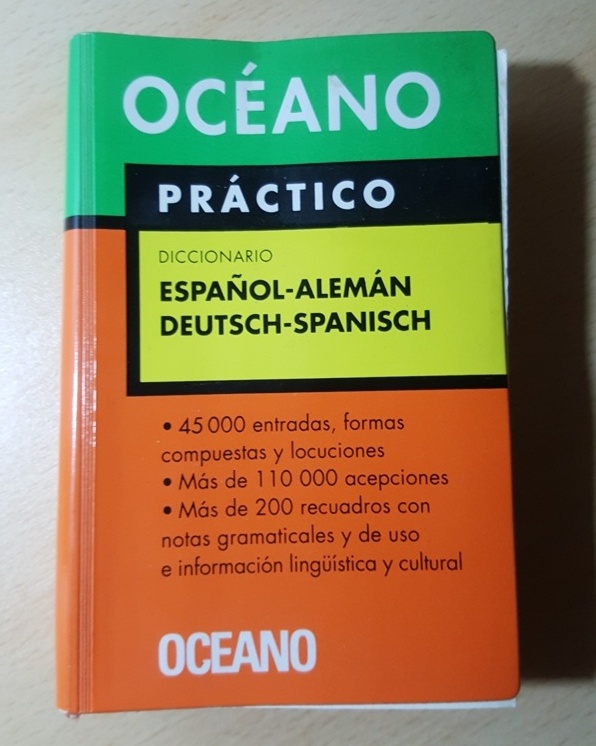 OCÉANO
PRÁCTICO
DICCIONARIO
ESPAÑOL-ALEMÁN
DEUTSCH-SPANISCH
• 45 000 entradas, formas
compuestas y locuciones
• Más de 110 000 acepciones
• Más de 200 recuadros con
notas gramaticales y de uso
e información lingüística y cultural
OCEANO